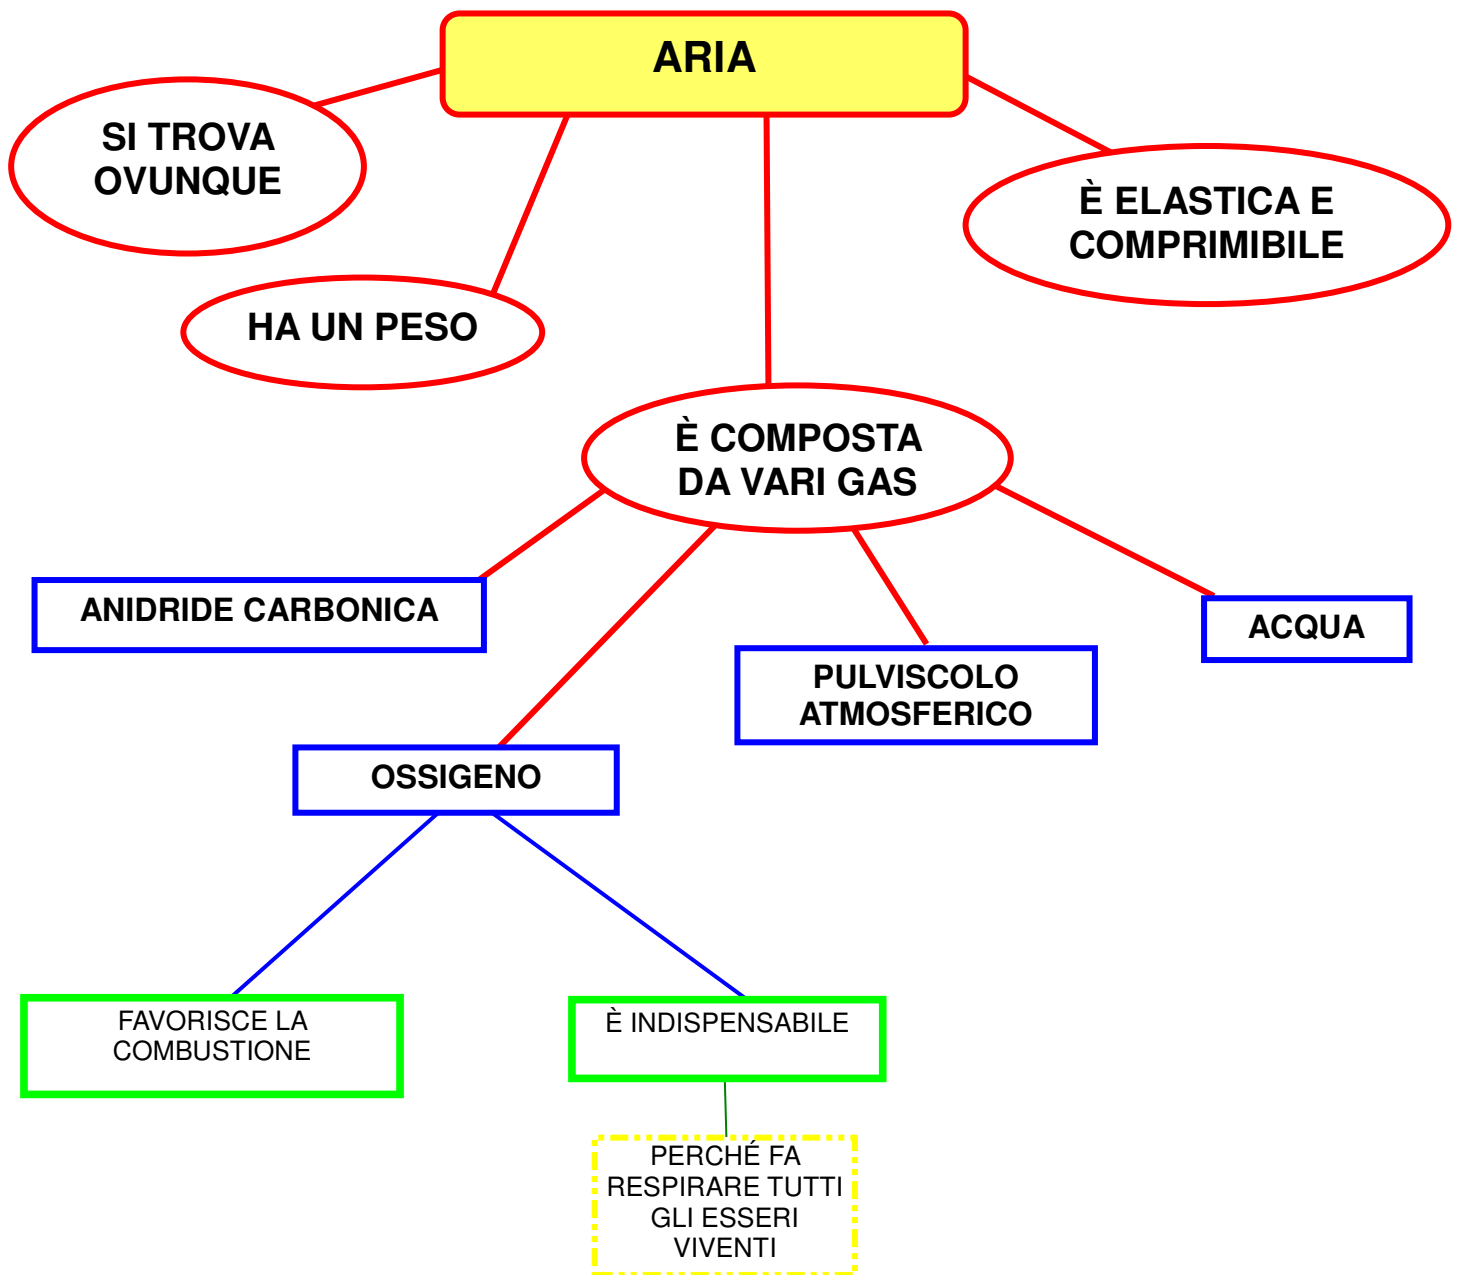 ARIA
SI TROVA
OVUNQUE
È ELASTICA E
COMPRIMIBILE
HA UN PESO
È COMPOSTA
DA VARI GAS
ANIDRIDE CARBONICA
ACQUA
PULVISCOLO
ATMOSFERICO
OSSIGENO
FAVORISCE LA
COMBUSTIONE
È INDISPENSABILE
PERCHÉ FA
RESPIRARE TUTTI
GLI ESSERI
VIVENTI